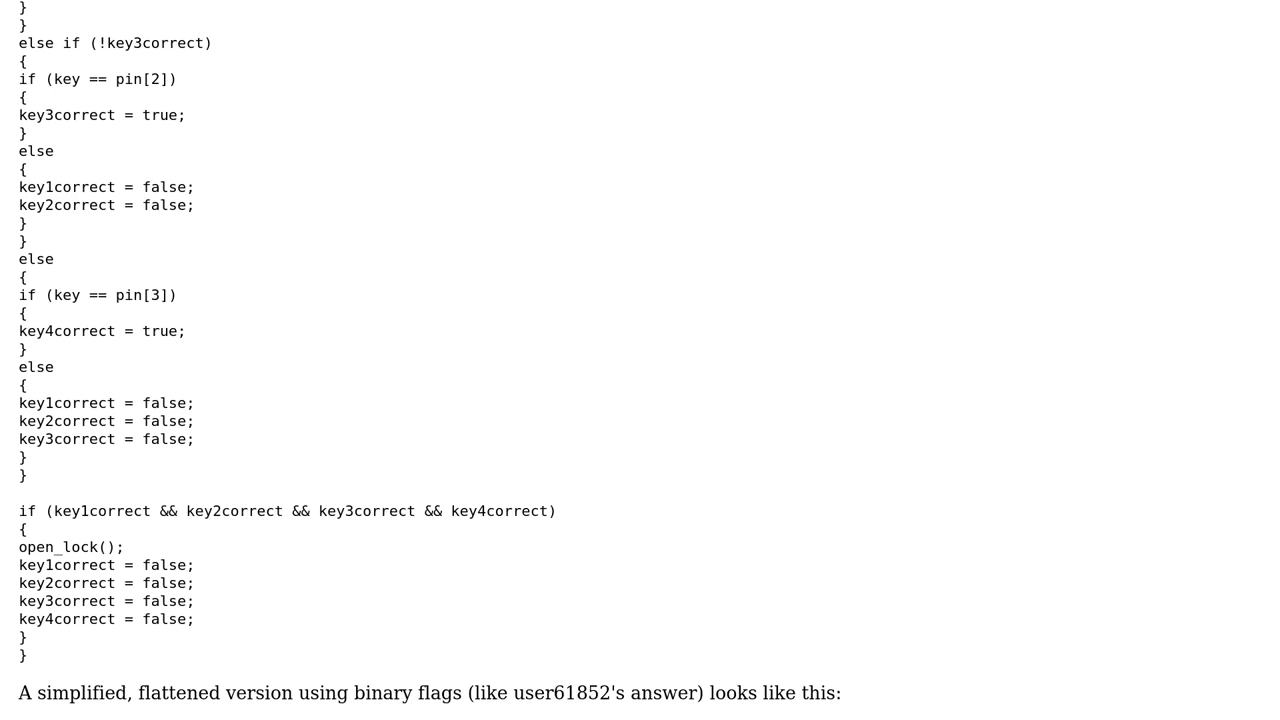 }
}
else if (!key3correct)
{
if (key == pin[2])
{
key3correct = true;
}
else
{
key1correct = false;
key2correct = false;
}
}
else
{
if (key == pin[3])
{
key4correct = true;
}
else
{
key1correct = false;
key2correct = false;
key3correct = false;
}
}

if (key1correct && key2correct && key3correct && key4correct)
{
open_lock();
key1correct = false;
key2correct = false;
key3correct = false;
key4correct = false;
}
}
A simplified, flattened version using binary flags (like user61852's answer) looks like this: